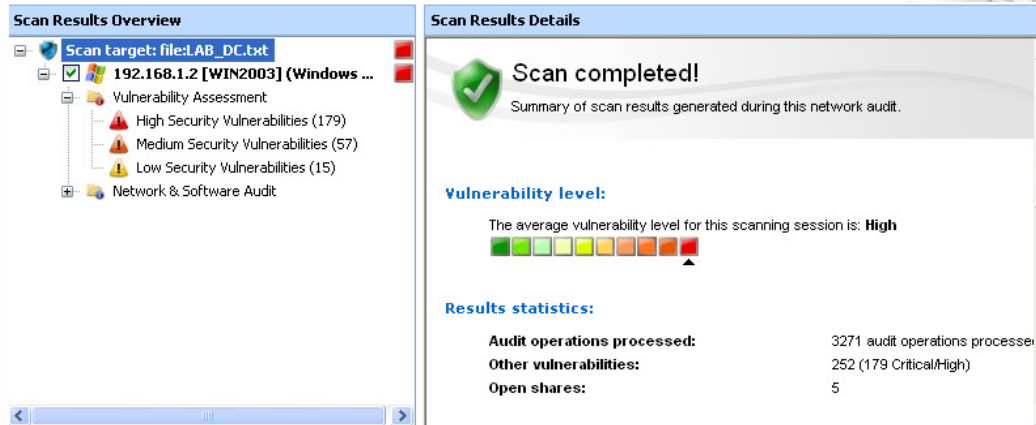 Scan Results Overview
Scan target: file:LAB_DC.txt
192.168.1.2 [WIN2003] (Windows ...
Vulnerability Assessment
High Security Vulnerabilities (179)
Medium Security Vulnerabilities (57)
Low Security Vulnerabilities (15)
Network & Software Audit
Scan Results Details
Scan completed!
Summary of scan results generated during this network audit.
Vulnerability level:
The average vulnerability level for this scanning session is: High
Results statistics:
Audit operations processed: 3271 audit operations processe
Other vulnerabilities: 252 (179 Critical/High)
Open shares: 5